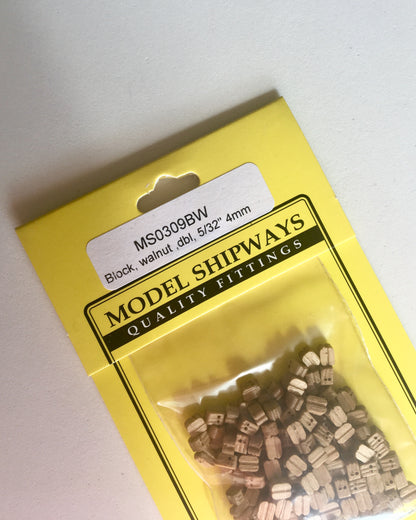 MS0309BW
Block, walnut ,dbl, 5/32" 4mm
MODEL SHIPWAYS
QUALITY FITTINGS